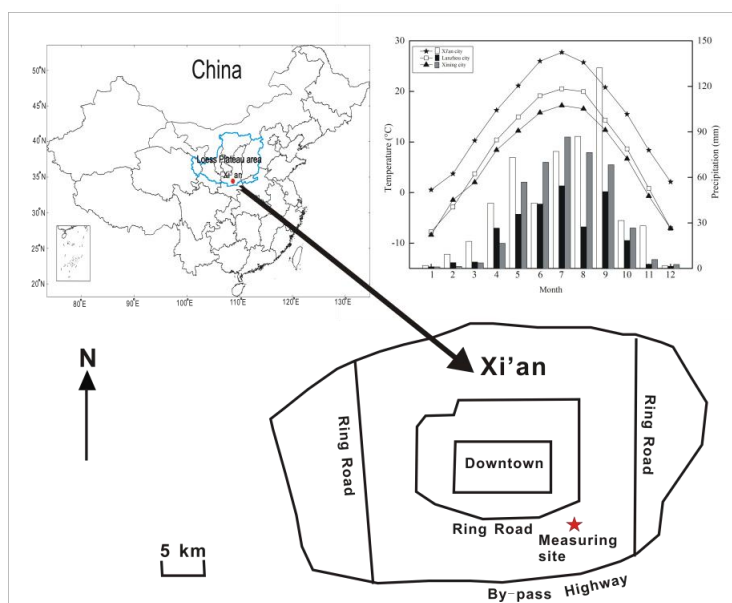 China
50°N
45°N
40°N
35°N
30°N
25°N
20°N
80°E
90°E
100°E
110°E
120°E
130°E
Loess Plateau area
Xi' an
Xi'an city
Lanzhou city
Xining city
Temperature (°C)
30
20
10
0
-10
Precipitation (mm)
150
120
90
60
30
0
1 2 3 4 5 6 7 8 9 10 11 12
Month
N
Xi'an
Ring Road
Ring Road
Downtown
Ring Road
Measuring
site
5 km
By-pass Highway